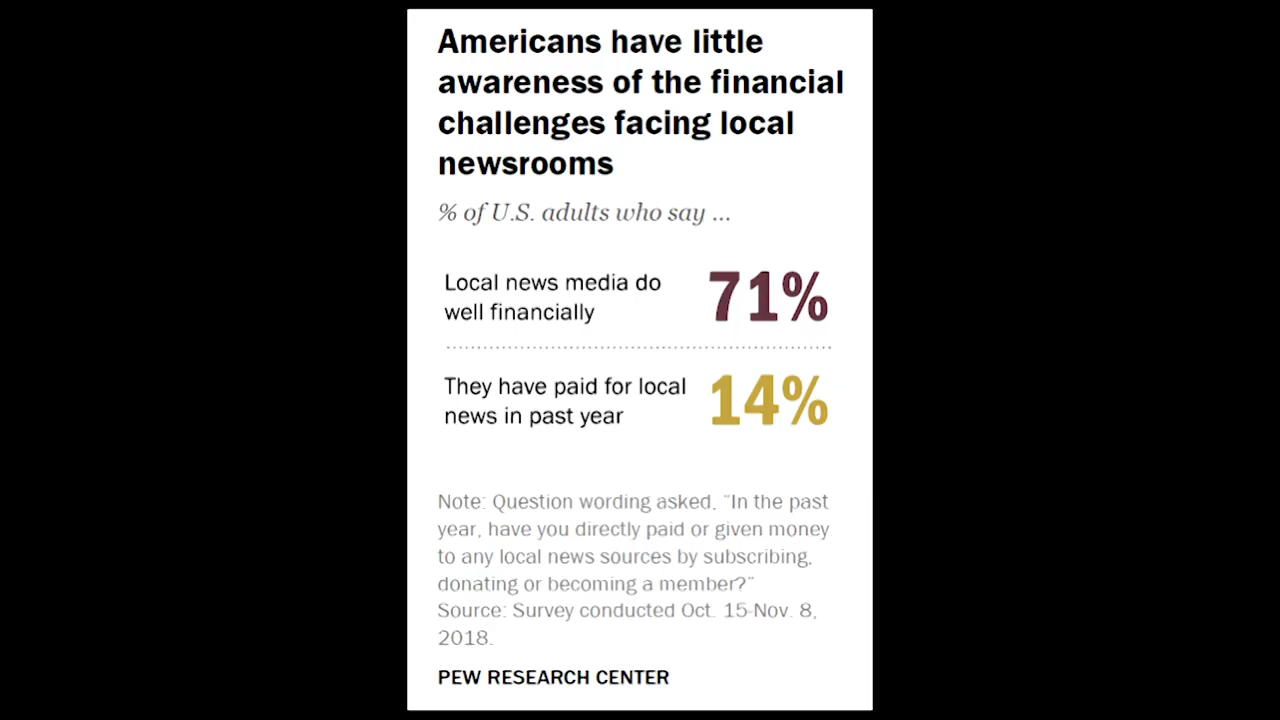 Americans have little
awareness of the financial
challenges facing local
newsrooms
% of U.S. adults who say ...
Local news media do
well financially
71%
They have paid for local
news in past year
14%
Note: Question wording asked, “In the past
year, have you directly paid or given money
to any local news sources by subscribing,
donating or becoming a member?”
Source: Survey conducted Oct. 15-Nov. 8,
2018.
PEW RESEARCH CENTER